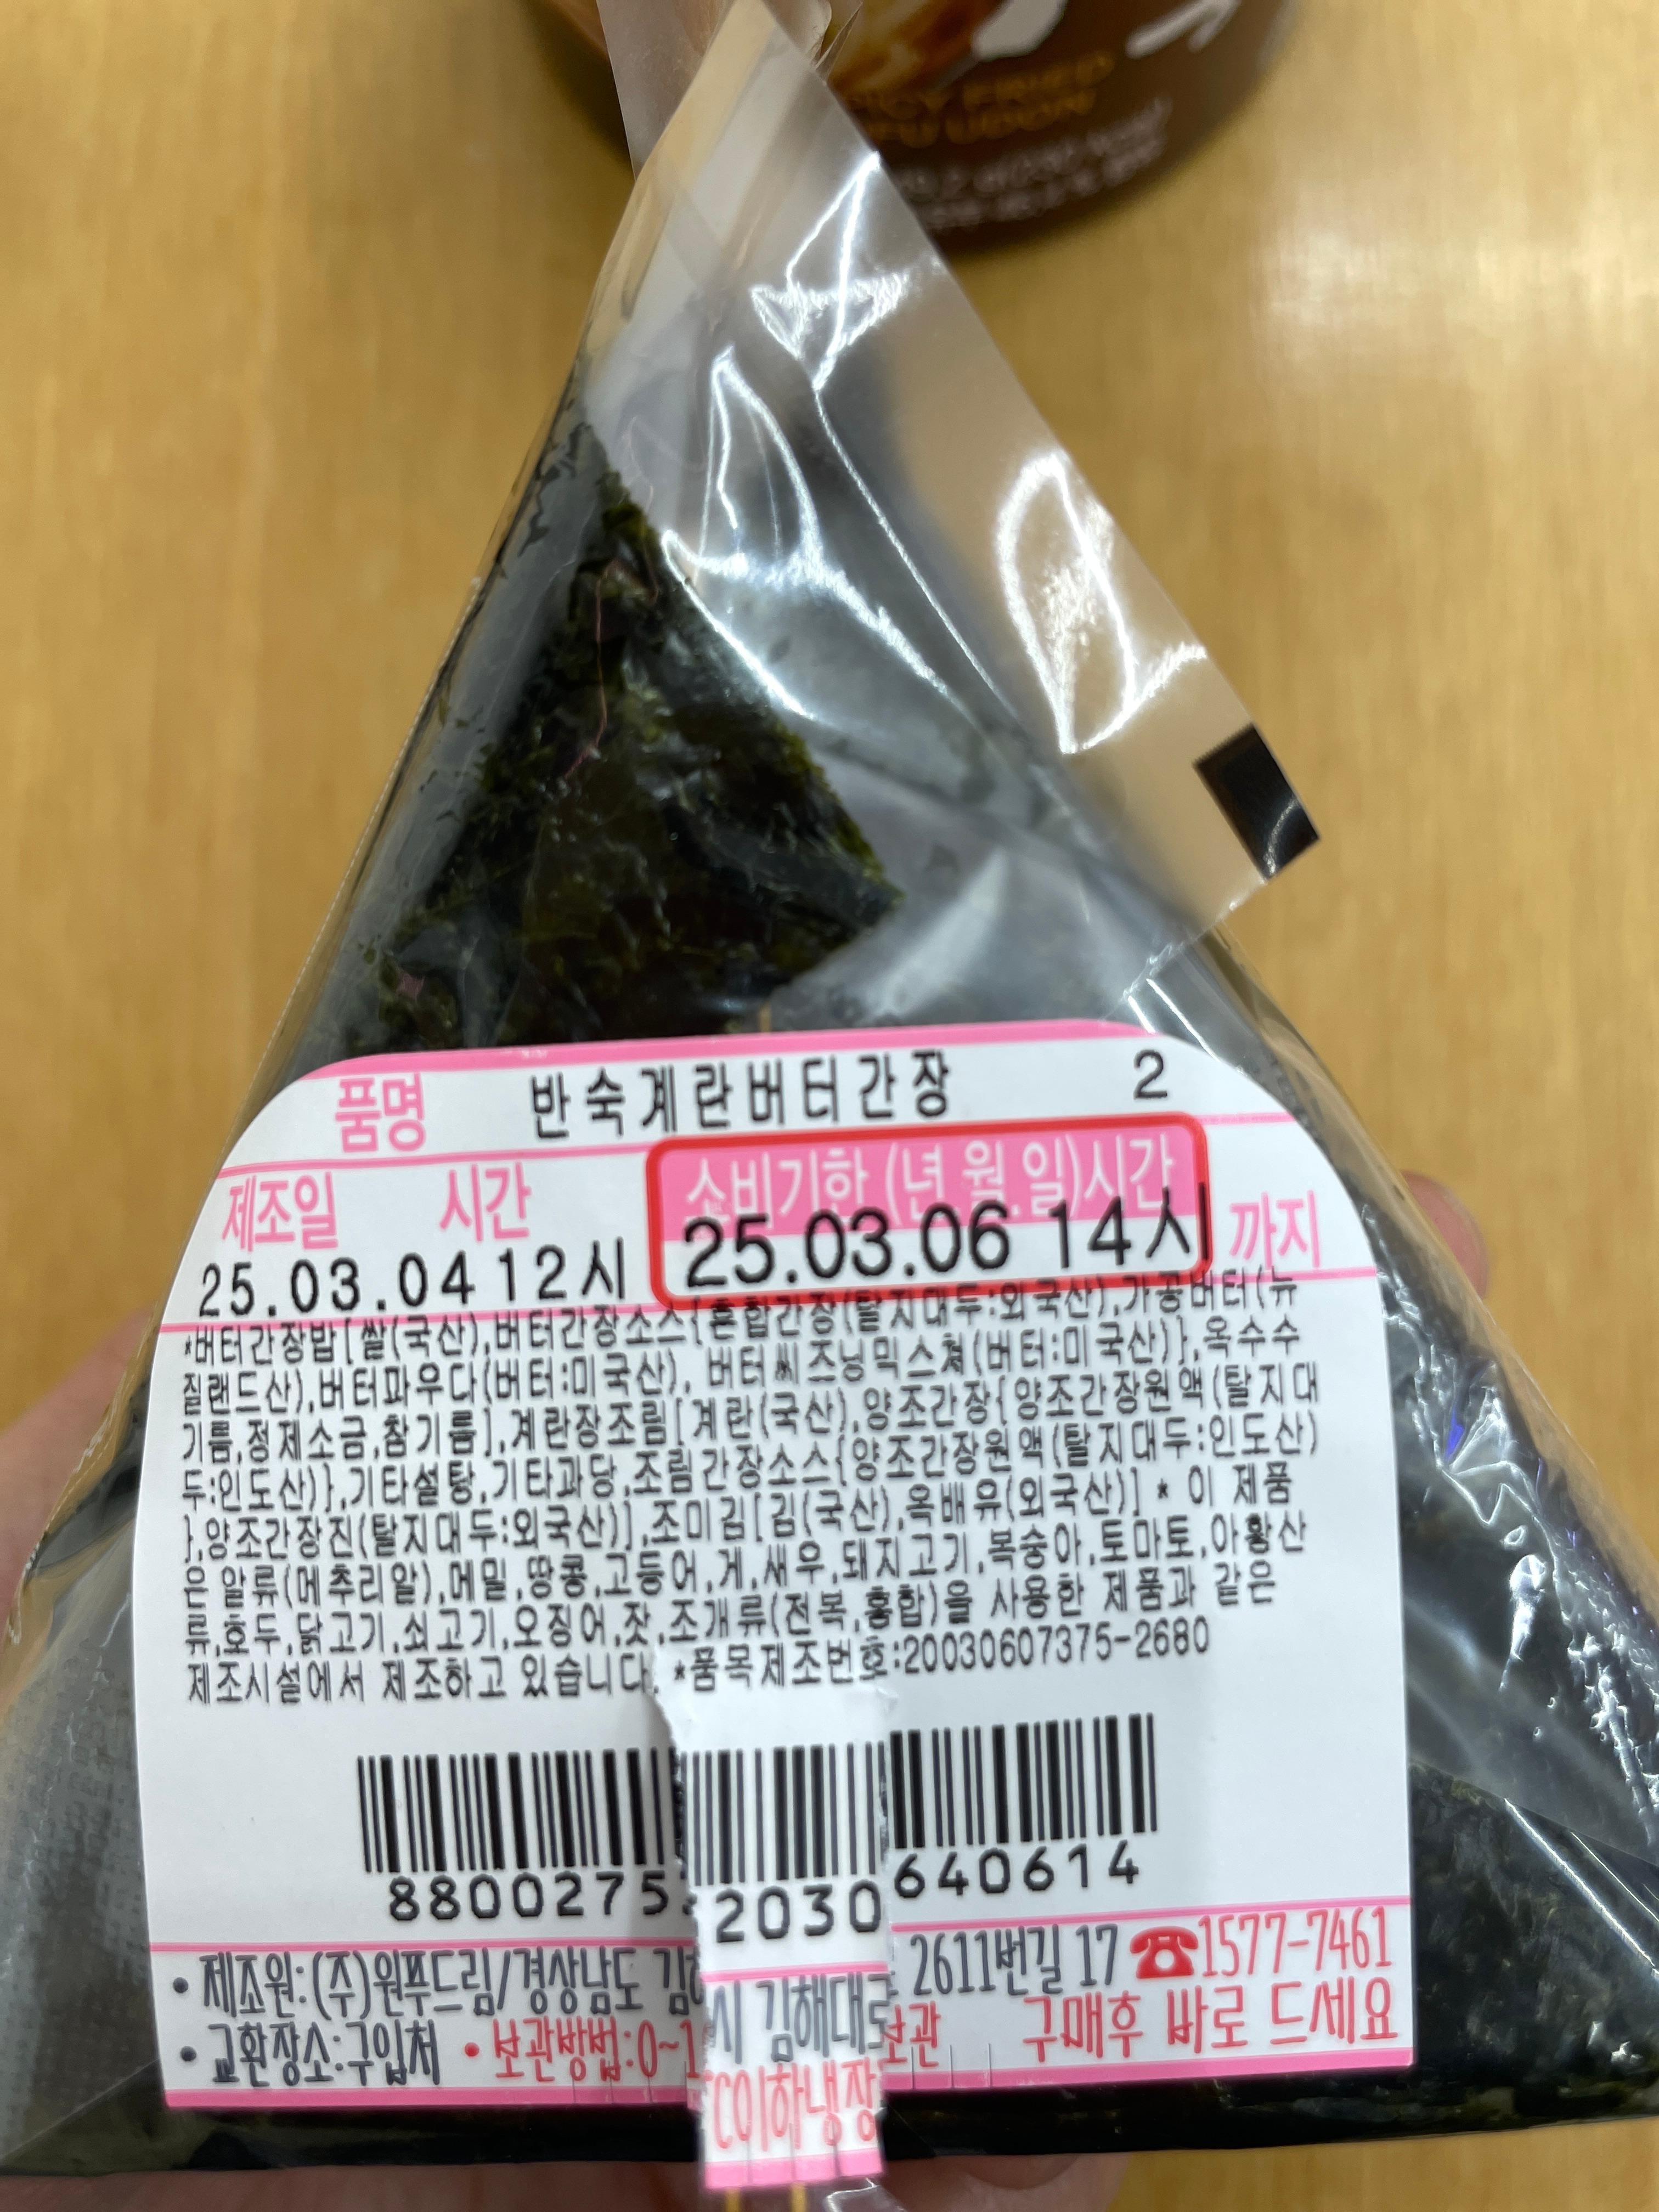 품명 반숙계란버터간장 2
제조일 시간 소비기한 (년.월.일)시간 까지
25.03.04 12시 25.03.06 14시
*버터간장밥[쌀(국산),버터간장소스{혼합간장(탈지대두:외국산),가공버터(뉴
질랜드산),버터파우다(버터:미국산), 버터씨즈닝믹스쳐(버터:미국산)},옥수수
기름,정제소금,참기름],계란장조림[계란(국산),양조간장{양조간장원액(탈지대
두:인도산)},기타설탕,기타과당,조림간장소스{양조간장원액(탈지대두:인도산)
},양조간장진(탈지대두:외국산)],조미김[김(국산),옥배유(외국산)] * 이 제품
은 알류(메추리알),메밀,땅콩,고등어,게,새우,돼지고기,복숭아,토마토,아황산
류,호두,닭고기,쇠고기,오징어,잣,조개류(전복,홍합)을 사용한 제품과 같은
제조시설에서 제조하고 있습니다. *품목제조번호:20030607375-2680
8800275 2030 640614
• 제조원:(주)원푸드림/경상남도 김해시 김해대로 2611번길 17 ☎1577-7461
• 교환장소:구입처 • 보관방법:0~1 ℃이하냉장보관 구매후 바로 드세요